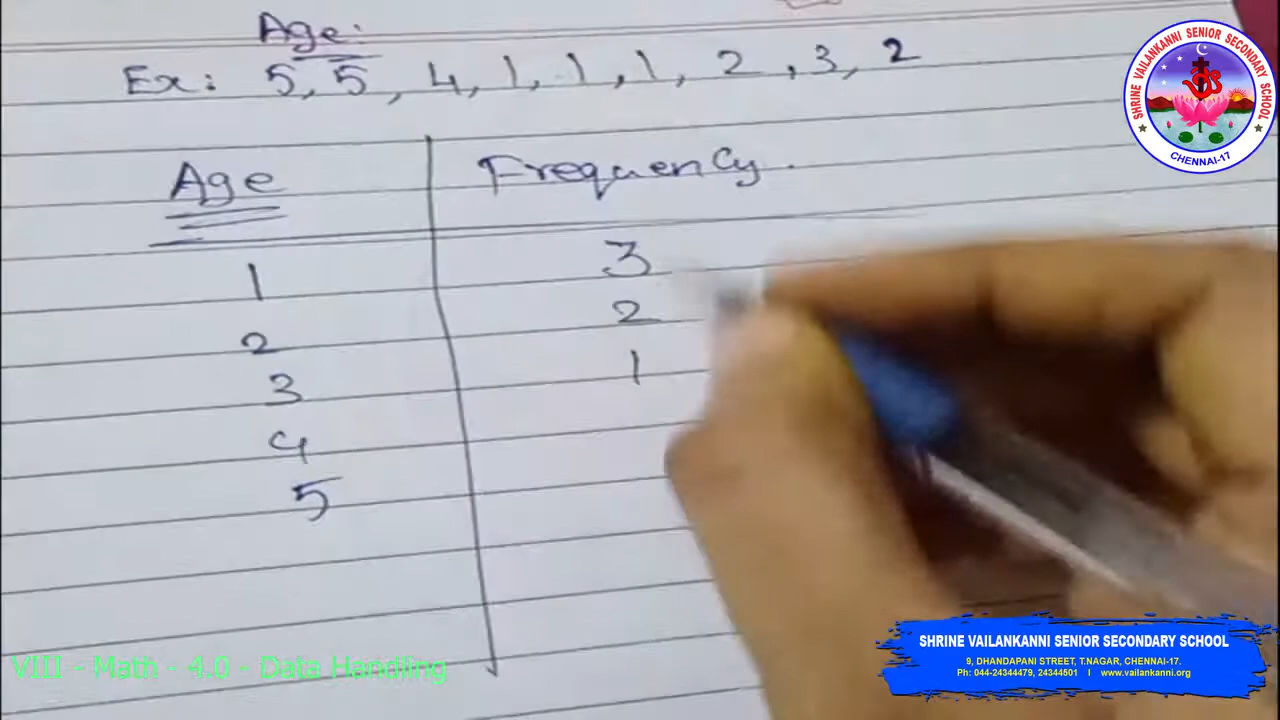 Age:
Ex: 5, 5, 4, 1, 1, 1, 2, 3, 2
Age Frequency
1 3
2 2
3 1
4
5
SHRINE VAILANKANNI SENIOR SECONDARY SCHOOL
CHENNAI-17
VIII - Math - 4.0 - Data Handling
SHRINE VAILANKANNI SENIOR SECONDARY SCHOOL
9, DHANDAPANI STREET, T.NAGAR, CHENNAI-17.
Ph: 044-24344479, 24344501 I www.vailankanni.org